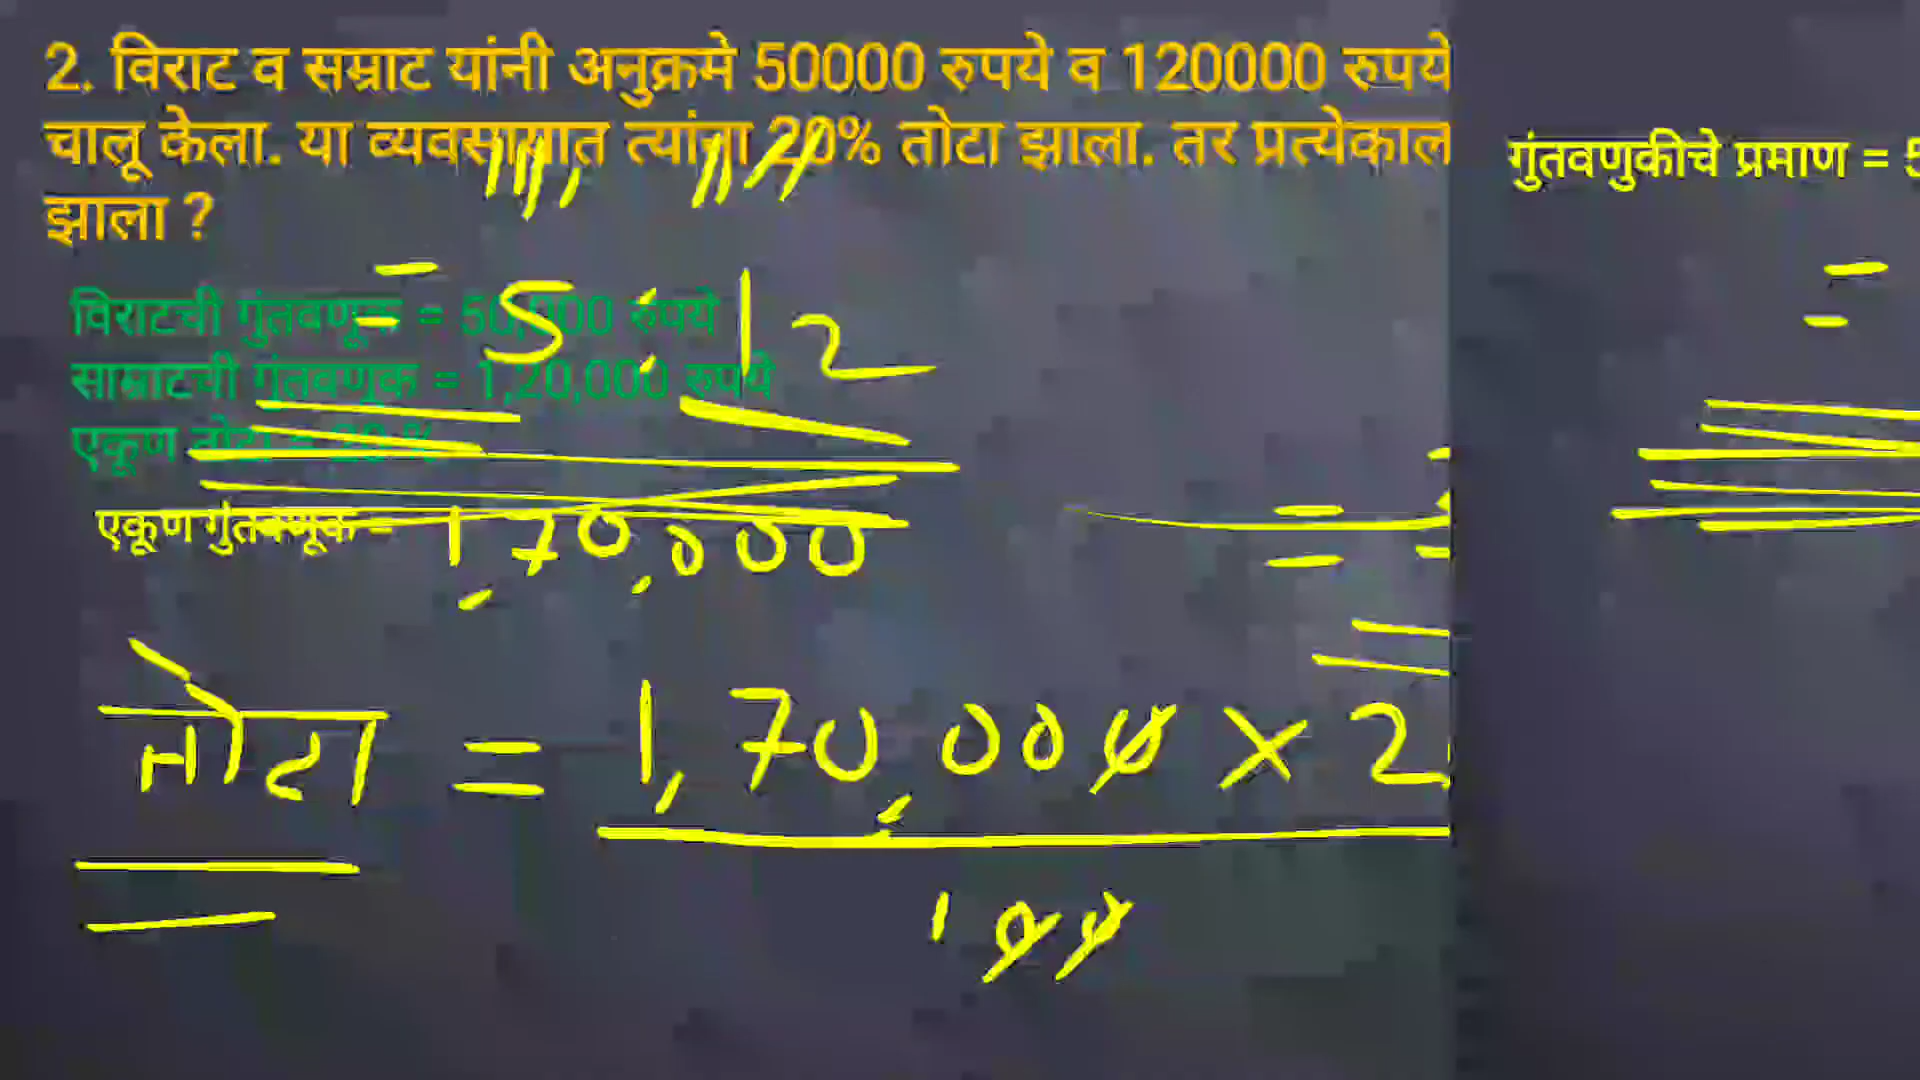 2. विराट व सम्राट यांनी अनुक्रमे 50000 रुपये व 120000 रुपये
चालू केला. या व्यवसायात त्यांना 20% तोटा झाला. तर प्रत्येकाल
झाला ?
विराटची गुंतवणूक = 50,000 रुपये
साम्राटची गुंतवणूक = 1,20,000 रुपये
एकूण तोटा = 20 %
= 5 : 12
एकूण गुंतवणूक = 1,70,000
तोटा = 1,70,000 × 2
100
गुंतवणुकीचे प्रमाण = 5